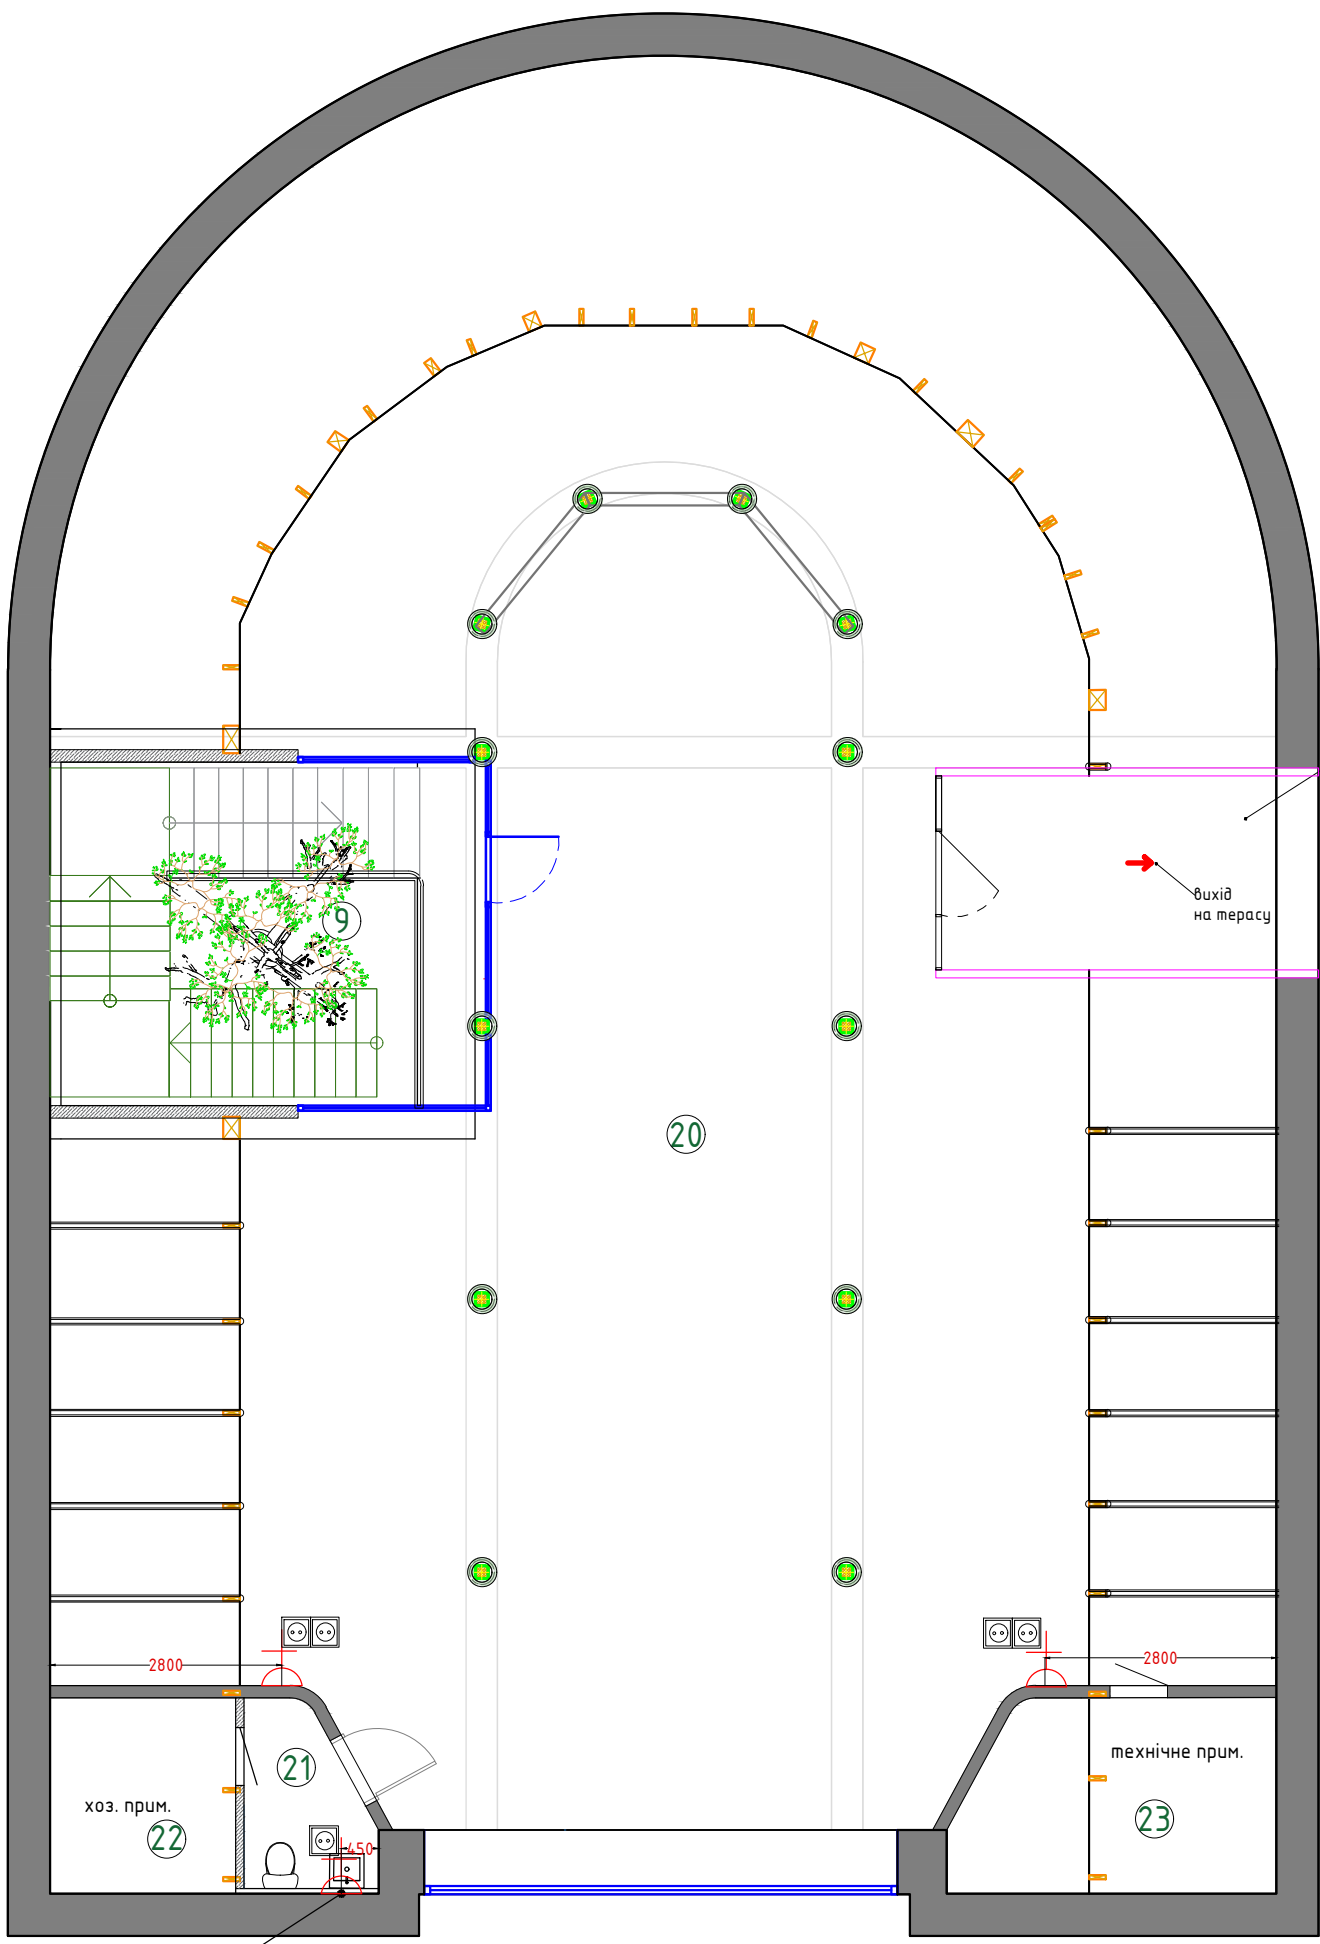 9
вихід
на терасу
20
2800
2800
технічне прим.
21
хоз. прим.
23
22
450